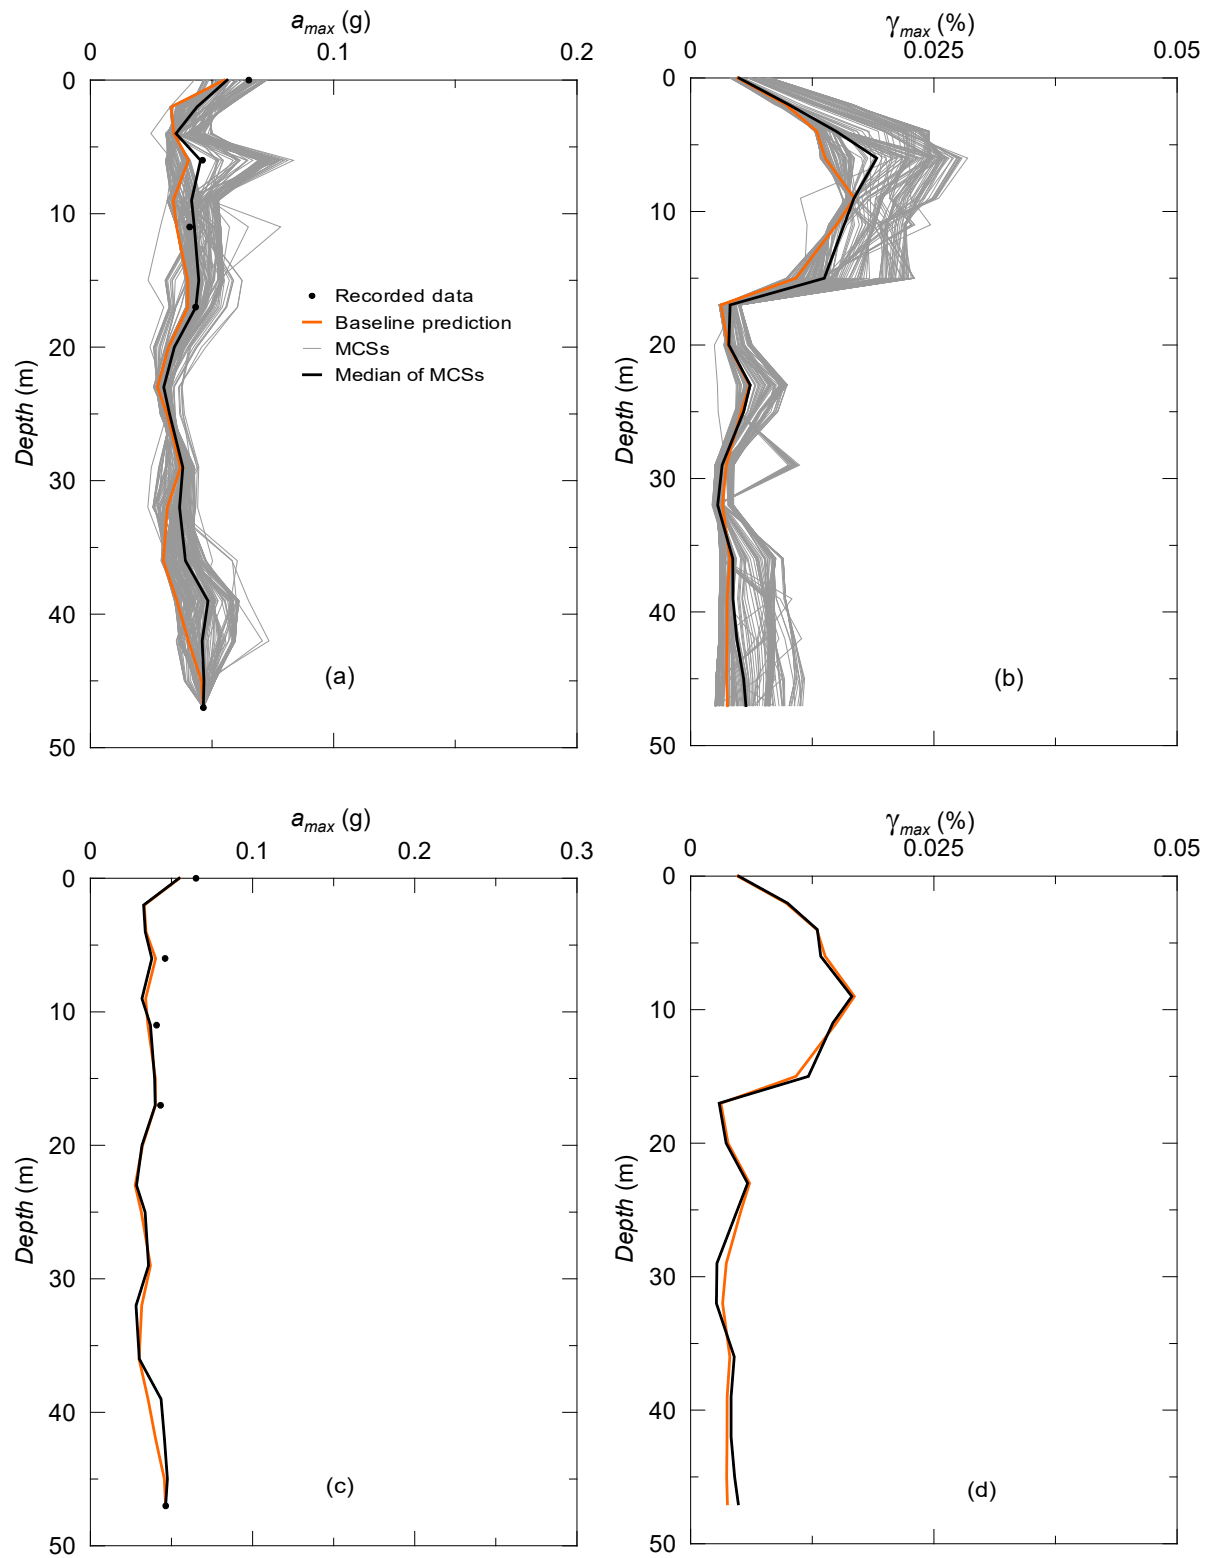 a_max (g)
0 0.1 0.2
0
10
20
30
40
50
Depth (m)
Recorded data
Baseline prediction
MCSs
Median of MCSs
(a)
γ_max (%)
0 0.025 0.05
0
10
20
30
40
50
Depth (m)
(b)
a_max (g)
0 0.1 0.2 0.3
0
10
20
30
40
50
Depth (m)
(c)
γ_max (%)
0 0.025 0.05
0
10
20
30
40
50
Depth (m)
(d)